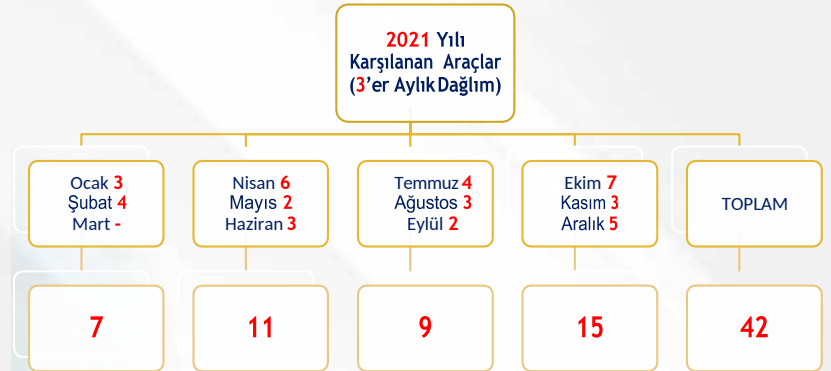 2021 Yılı
Karşılanan Araçlar
(3’er Aylık Dağlım)
Ocak 3
Şubat 4
Mart -
Nisan 6
Mayıs 2
Haziran 3
Temmuz 4
Ağustos 3
Eylül 2
Ekim 7
Kasım 3
Aralık 5
TOPLAM
7
11
9
15
42